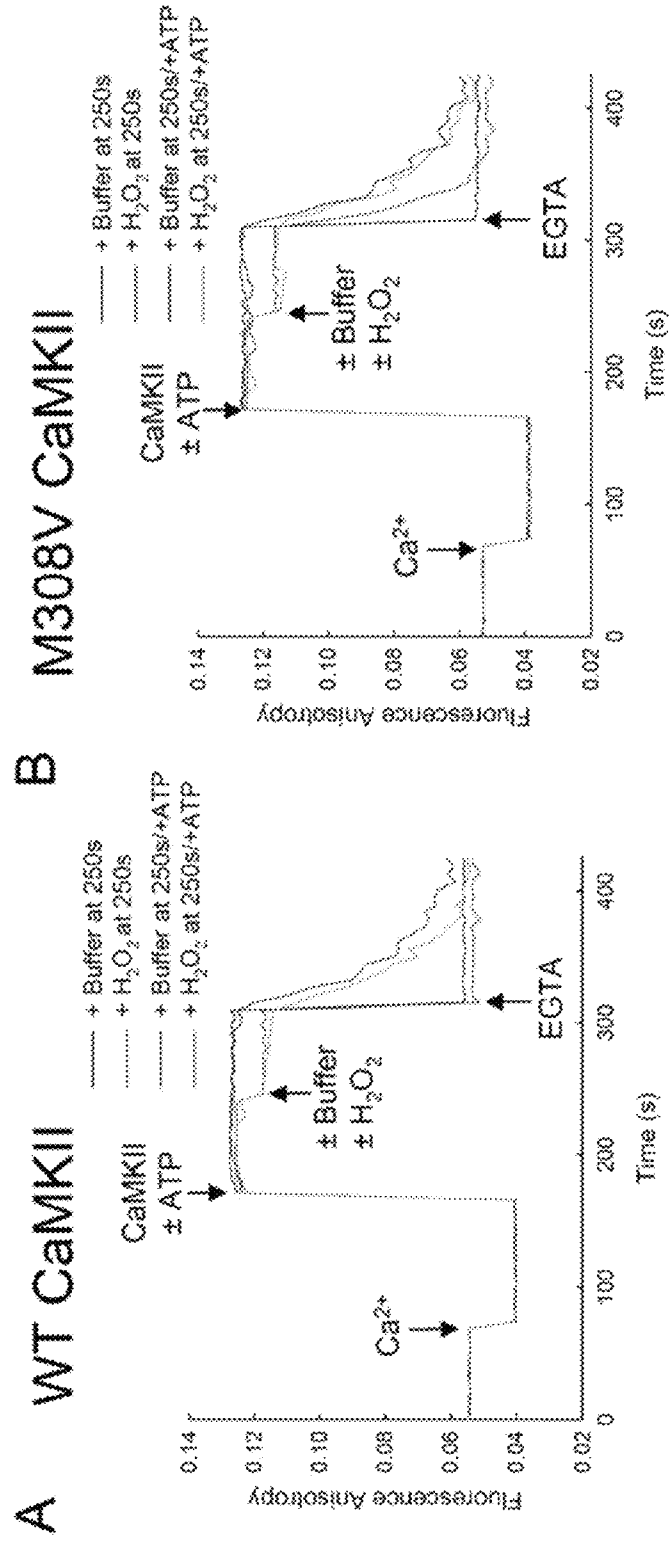 A WT CaMKII
+ Buffer at 250s
+ H₂O₂ at 250s
+ Buffer at 250s/+ATP
+ H₂O₂ at 250s/+ATP
CaMKII
± ATP
Ca²⁺
± Buffer
± H₂O₂
EGTA
Fluorescence Anisotropy
0.14
0.12
0.10
0.08
0.06
0.04
0.02
0 100 200 300 400
Time (s)
B M308V CaMKII
+ Buffer at 250s
+ H₂O₂ at 250s
+ Buffer at 250s/+ATP
+ H₂O₂ at 250s/+ATP
CaMKII
± ATP
Ca²⁺
± Buffer
± H₂O₂
EGTA
Fluorescence Anisotropy
0.14
0.12
0.10
0.08
0.06
0.04
0.02
0 100 200 300 400
Time (s)